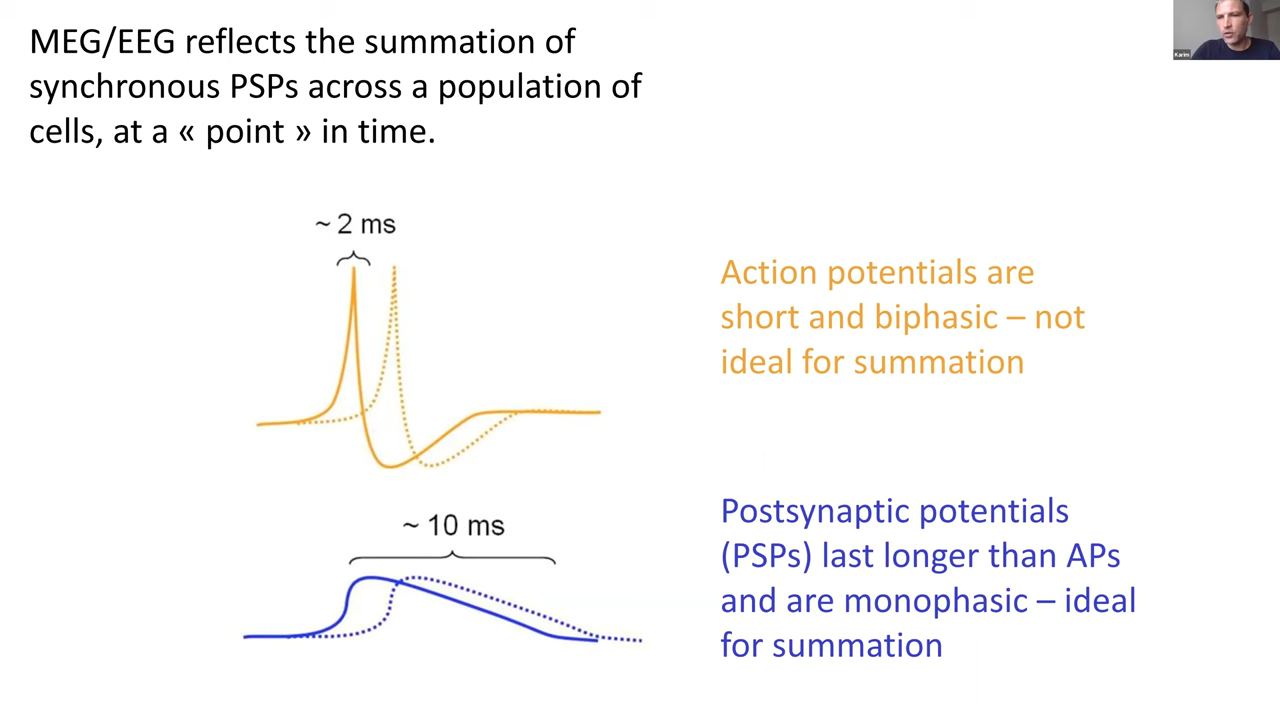 MEG/EEG reflects the summation of
synchronous PSPs across a population of
cells, at a « point » in time.
Karim
~ 2 ms
Action potentials are
short and biphasic – not
ideal for summation
~ 10 ms
Postsynaptic potentials
(PSPs) last longer than APs
and are monophasic – ideal
for summation